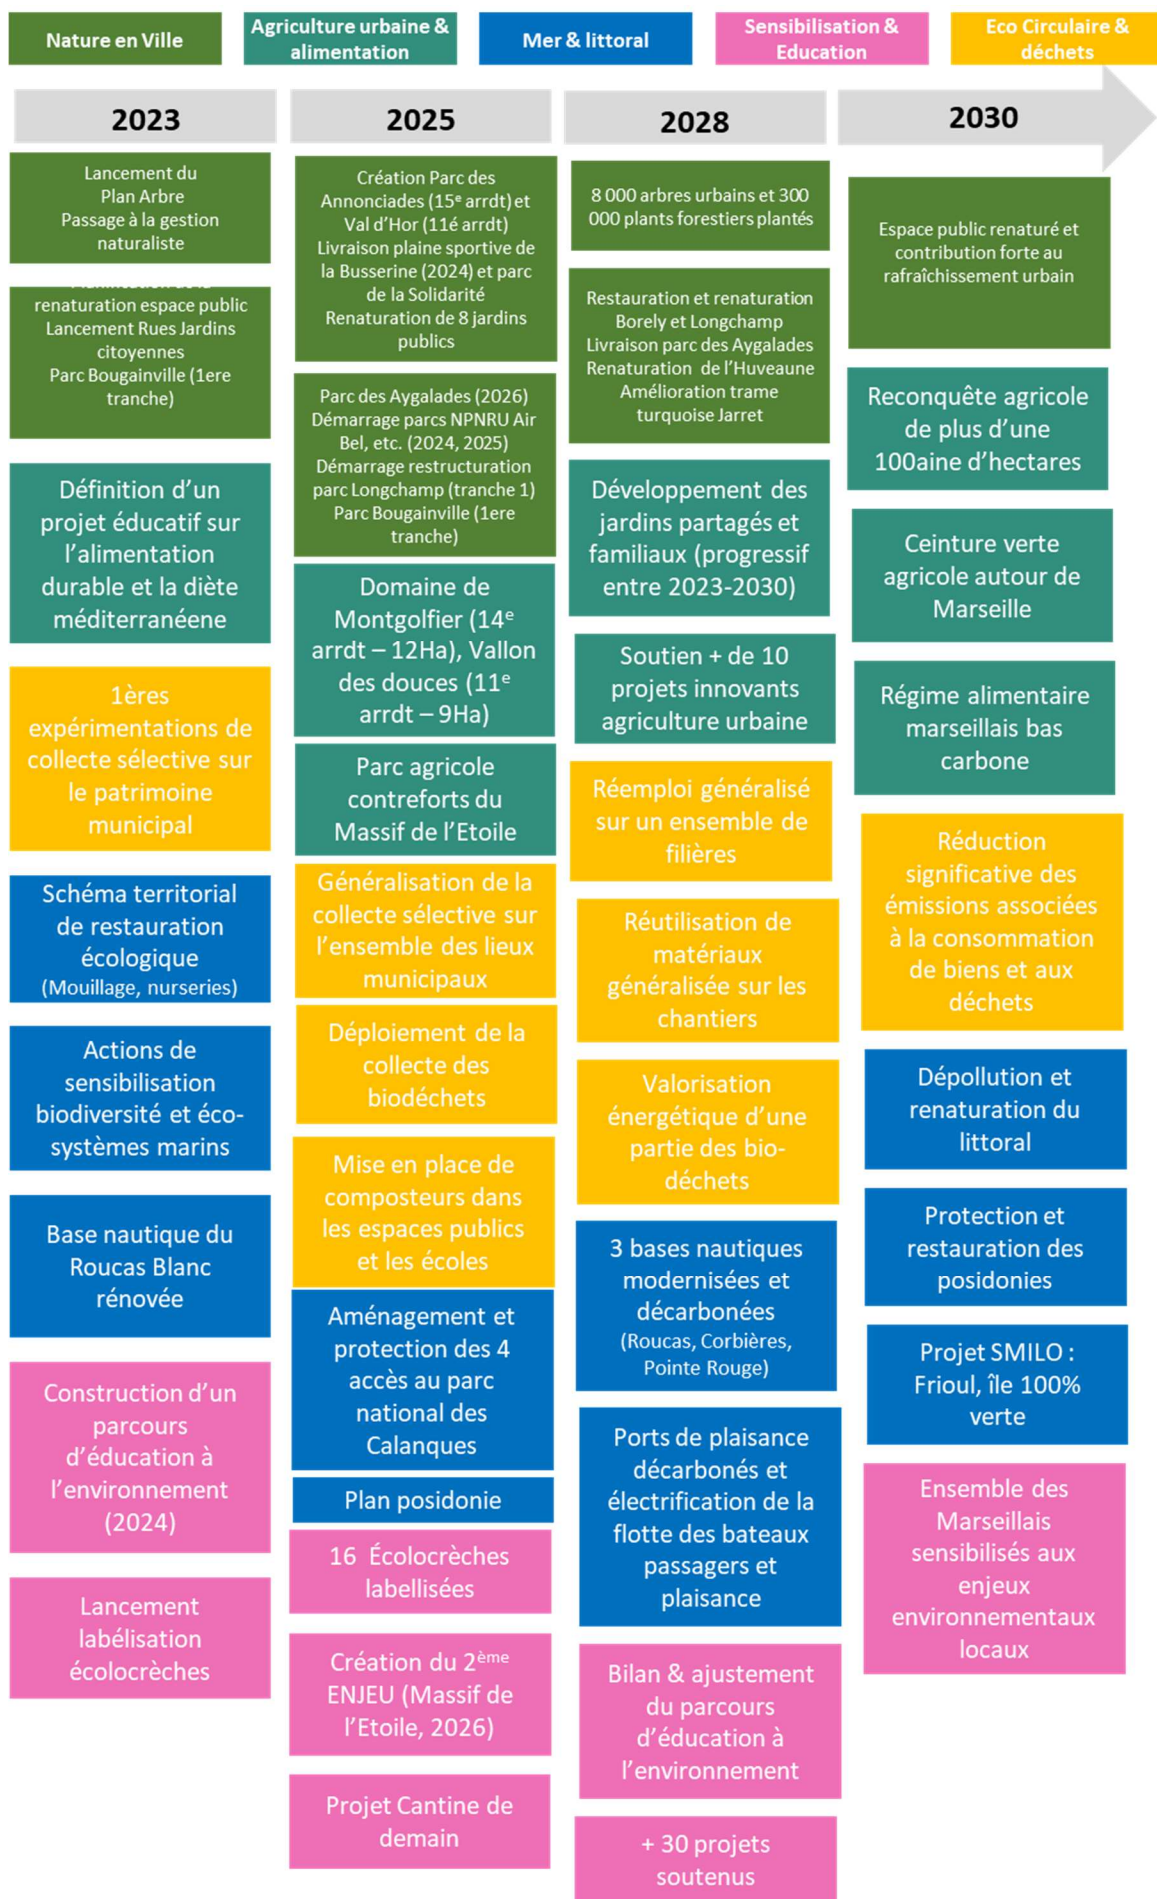 Nature en Ville
Agriculture urbaine &
alimentation
Mer & littoral
Sensibilisation &
Education
Eco Circulaire &
déchets
2023
2025
2028
2030
Lancement du
Plan Arbre
Passage à la gestion
naturaliste
renaturation espace public
Lancement Rues Jardins
citoyennes
Parc Bougainville (1ere
tranche)
Définition d'un
projet éducatif sur
l'alimentation
durable et la diète
méditerranéene
1ères
expérimentations de
collecte sélective sur
le patrimoine
municipal
Schéma territorial
de restauration
écologique
(Mouillage, nurseries)
Actions de
sensibilisation
biodiversité et éco-
systèmes marins
Base nautique du
Roucas Blanc
rénovée
Construction d'un
parcours
d'éducation à
l'environnement
(2024)
Lancement
labélisation
écolocrèches
Création Parc des
Annonciades (15e arrdt) et
Val d'Hor (11é arrdt)
Livraison plaine sportive de
la Busserine (2024) et parc
de la Solidarité
Renaturation de 8 jardins
publics
Parc des Aygalades (2026)
Démarrage parcs NPNRU Air
Bel, etc. (2024, 2025)
Démarrage restructuration
parc Longchamp (tranche 1)
Parc Bougainville (1ere
tranche)
Domaine de
Montgolfier (14e
arrdt – 12Ha), Vallon
des douces (11e
arrdt – 9Ha)
Parc agricole
contreforts du
Massif de l'Etoile
Généralisation de la
collecte sélective sur
l'ensemble des lieux
municipaux
Déploiement de la
collecte des
biodéchets
Mise en place de
composteurs dans
les espaces publics
et les écoles
Aménagement et
protection des 4
accès au parc
national des
Calanques
Plan posidonie
16 Écolocrèches
labellisées
Création du 2ème
ENJEU (Massif de
l'Etoile, 2026)
Projet Cantine de
demain
8 000 arbres urbains et 300
000 plants forestiers plantés
Restauration et renaturation
Borely et Longchamp
Livraison parc des Aygalades
Renaturation de l'Huveaune
Amélioration trame
turquoise Jarret
Développement des
jardins partagés et
familiaux (progressif
entre 2023-2030)
Soutien + de 10
projets innovants
agriculture urbaine
Réemploi généralisé
sur un ensemble de
filières
Réutilisation de
matériaux
généralisée sur les
chantiers
Valorisation
énergétique d'une
partie des bio-
déchets
3 bases nautiques
modernisées et
décarbonées
(Roucas, Corbières,
Pointe Rouge)
Ports de plaisance
décarbonés et
électrification de la
flotte des bateaux
passagers et
plaisance
Bilan & ajustement
du parcours
d'éducation à
l'environnement
+ 30 projets
soutenus
Espace public renaturé et
contribution forte au
rafraîchissement urbain
Reconquête agricole
de plus d'une
100aine d'hectares
Ceinture verte
agricole autour de
Marseille
Régime alimentaire
marseillais bas
carbone
Réduction
significative des
émissions associées
à la consommation
de biens et aux
déchets
Dépollution et
renaturation du
littoral
Protection et
restauration des
posidonies
Projet SMILO :
Frioul, île 100%
verte
Ensemble des
Marseillais
sensibilisés aux
enjeux
environnementaux
locaux